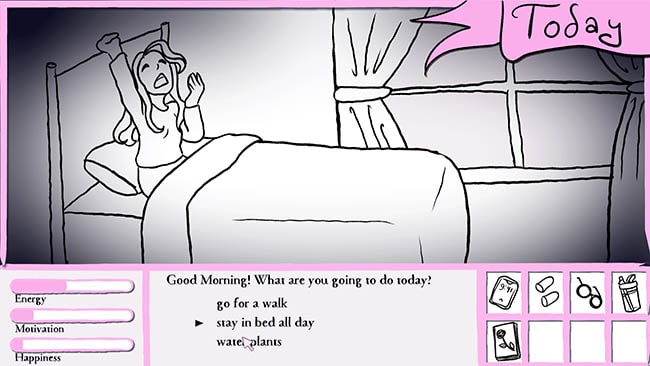 Today
Good Morning! What are you going to do today?
go for a walk
stay in bed all day
water plants
Energy
Motivation
Happiness